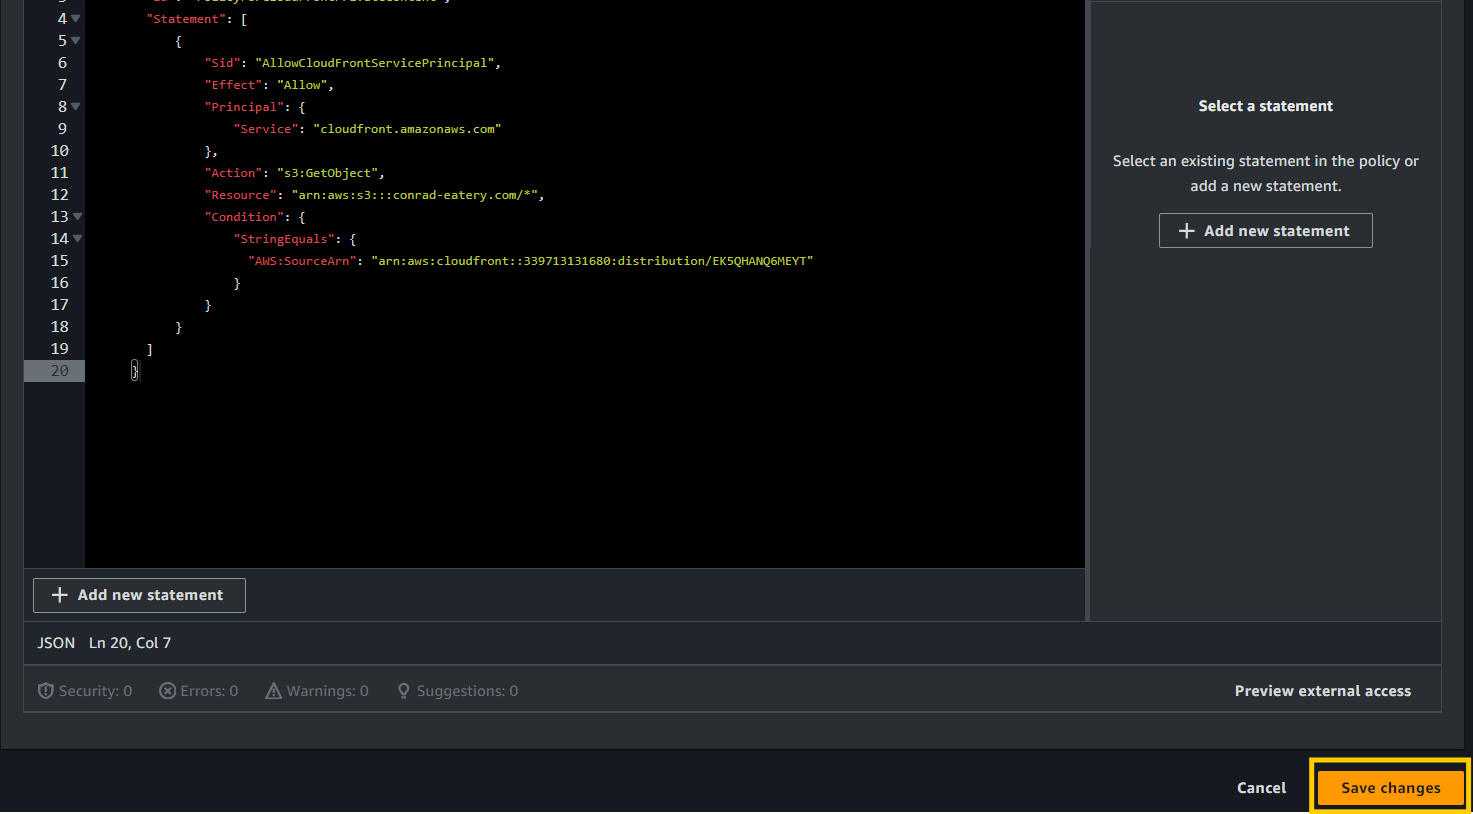 4 "Statement": [
5 {
6 "Sid": "AllowCloudFrontServicePrincipal",
7 "Effect": "Allow",
8 "Principal": {
9 "Service": "cloudfront.amazonaws.com"
10 },
11 "Action": "s3:GetObject",
12 "Resource": "arn:aws:s3:::conrad-eatery.com/*",
13 "Condition": {
14 "StringEquals": {
15 "AWS:SourceArn": "arn:aws:cloudfront::339713131680:distribution/EK5QHANQ6MEYT"
16 }
17 }
18 }
19 ]
20 }
Select a statement
Select an existing statement in the policy or
add a new statement.
+ Add new statement
+ Add new statement
JSON Ln 20, Col 7
Security: 0 Errors: 0 Warnings: 0 Suggestions: 0
Preview external access
Cancel Save changes